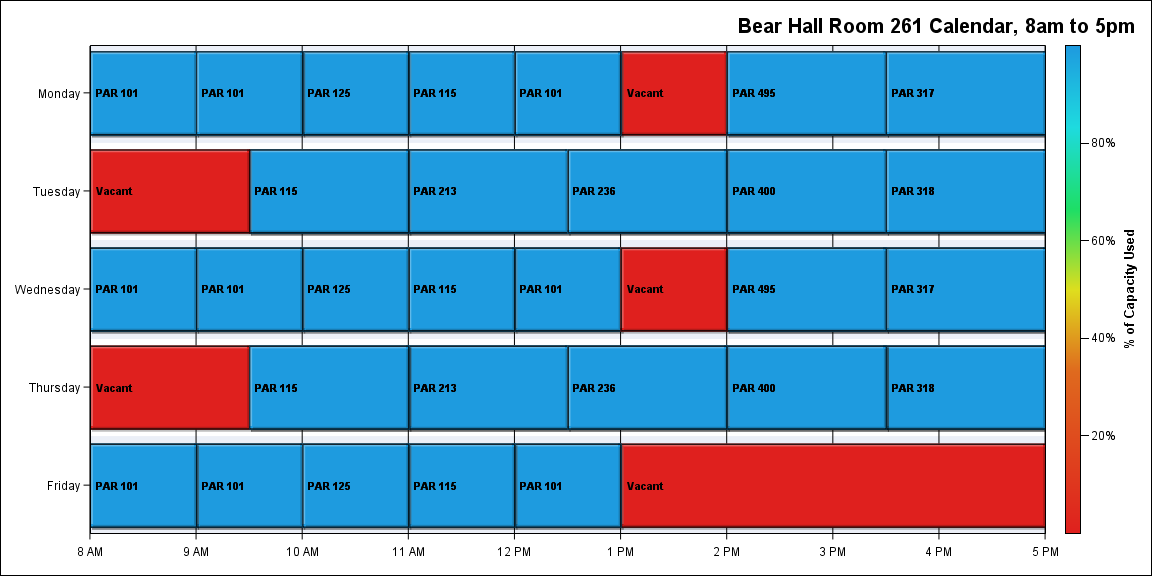 Bear Hall Room 261 Calendar, 8am to 5pm
Monday
PAR 101
PAR 101
PAR 125
PAR 115
PAR 101
Vacant
PAR 495
PAR 317
Tuesday
Vacant
PAR 115
PAR 213
PAR 236
PAR 400
PAR 318
Wednesday
PAR 101
PAR 101
PAR 125
PAR 115
PAR 101
Vacant
PAR 495
PAR 317
Thursday
Vacant
PAR 115
PAR 213
PAR 236
PAR 400
PAR 318
Friday
PAR 101
PAR 101
PAR 125
PAR 115
PAR 101
Vacant
8 AM
9 AM
10 AM
11 AM
12 PM
1 PM
2 PM
3 PM
4 PM
5 PM
80%
60%
40%
20%
% of Capacity Used